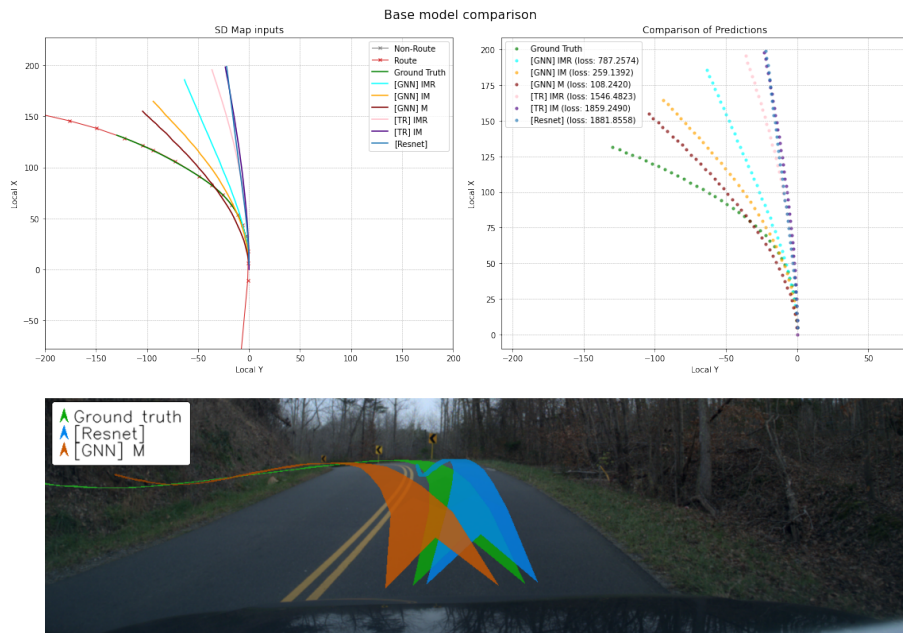 Base model comparison
SD Map inputs
200
150
100
50
0
−50
Local X
−200
−150
−100
−50
0
50
100
150
200
Local Y
Non-Route
Route
Ground Truth
[GNN] IMR
[GNN] IM
[GNN] M
[TR] IMR
[TR] IM
[Resnet]
Comparison of Predictions
200
175
150
125
100
75
50
25
0
Local X
−200
−150
−100
−50
0
50
Local Y
Ground Truth
[GNN] IMR (loss: 787.2574)
[GNN] IM (loss: 259.1392)
[GNN] M (loss: 108.2420)
[TR] IMR (loss: 1546.4823)
[TR] IM (loss: 1859.2490)
[Resnet] (loss: 1881.8558)
Ground truth
[Resnet]
[GNN] M